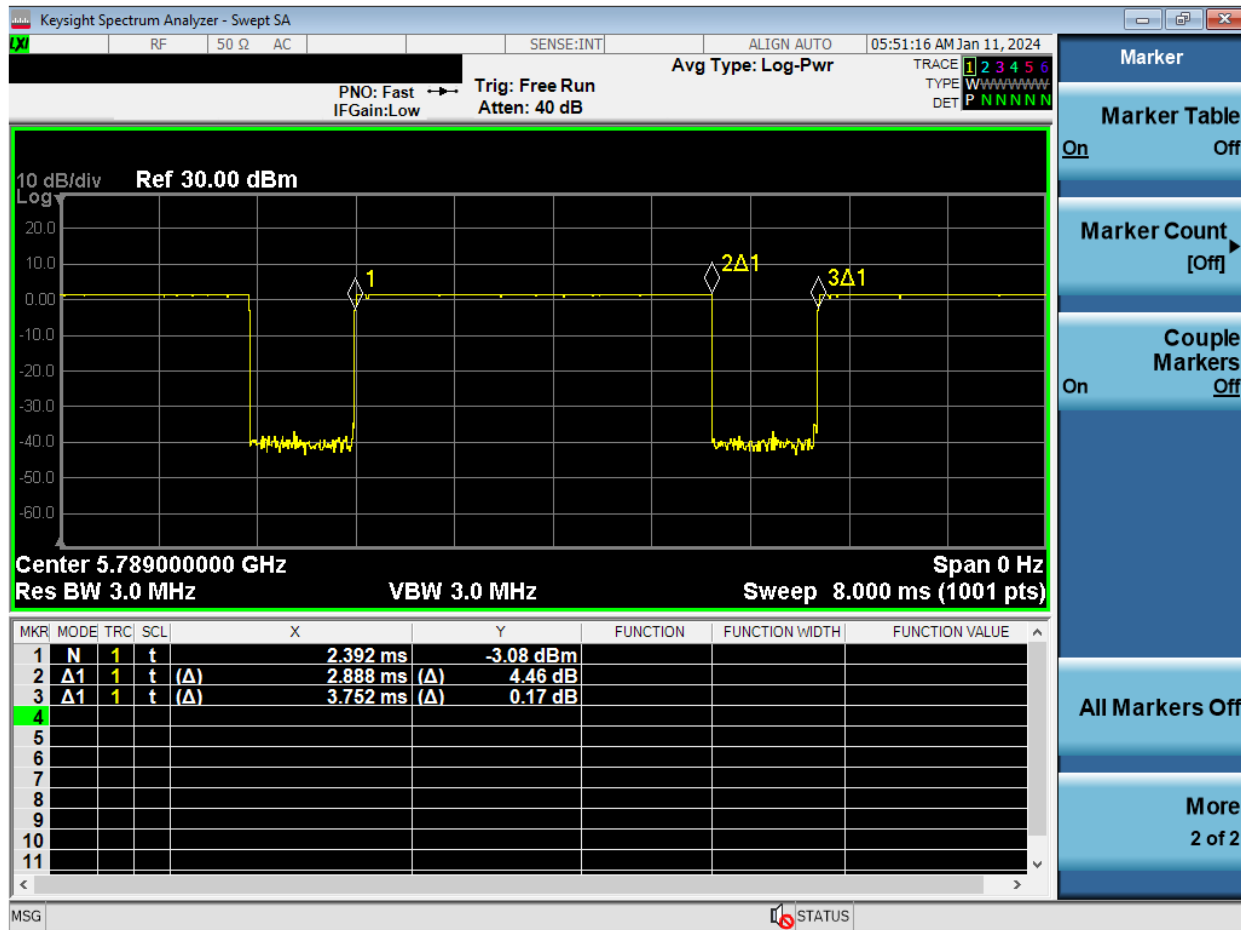 Keysight Spectrum Analyzer - Swept SA
LXI RF 50 Ω AC SENSE:INT ALIGN AUTO 05:51:16 AM Jan 11, 2024
PNO: Fast
IFGain:Low
Trig: Free Run
Atten: 40 dB
Avg Type: Log-Pwr
TRACE 1 2 3 4 5 6
TYPE W W W W W W
DET P N N N N N
10 dB/div Ref 30.00 dBm
Log
20.0
10.0
0.00
-10.0
-20.0
-30.0
-40.0
-50.0
-60.0
1
2Δ1
3Δ1
Center 5.789000000 GHz Span 0 Hz
Res BW 3.0 MHz VBW 3.0 MHz Sweep 8.000 ms (1001 pts)
MKR MODE TRC SCL X Y FUNCTION FUNCTION WIDTH FUNCTION VALUE
1 N 1 t 2.392 ms -3.08 dBm
2 Δ1 1 t (Δ) 2.888 ms (Δ) 4.46 dB
3 Δ1 1 t (Δ) 3.752 ms (Δ) 0.17 dB
4
5
6
7
8
9
10
11
MSG STATUS
Marker
Marker Table
On Off
Marker Count
[Off]
Couple
Markers
On Off
All Markers Off
More
2 of 2